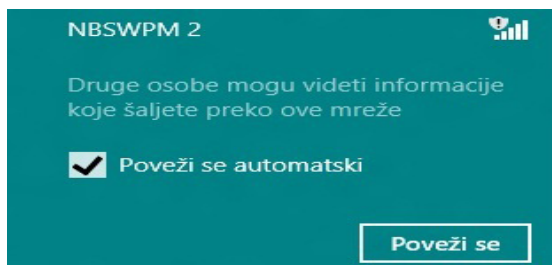 NBSWPM 2
Druge osobe mogu videti informacije
koje šaljete preko ove mreže
Poveži se automatski
Poveži se